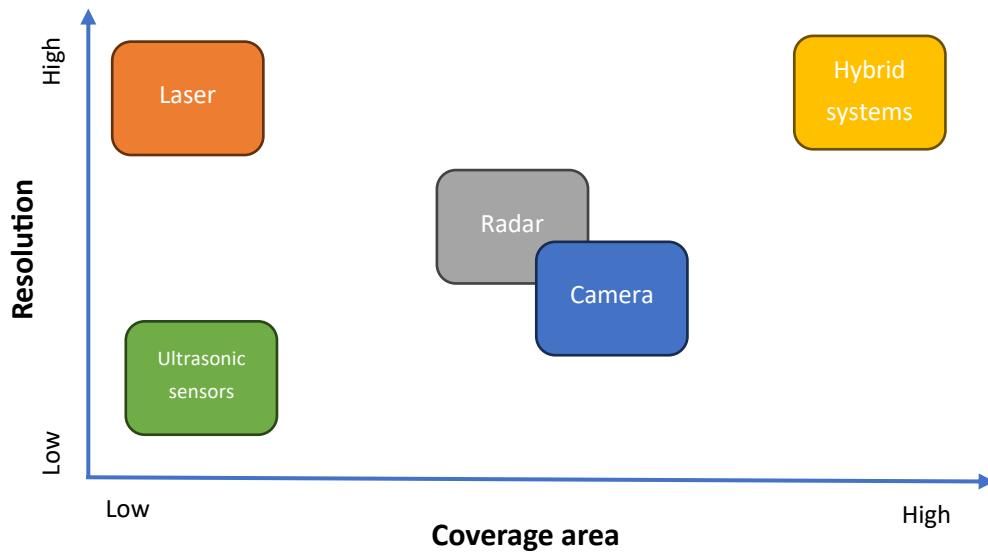 High
Laser
Hybrid
systems
Resolution
Radar
Camera
Ultrasonic
sensors
Low
Low
High
Coverage area